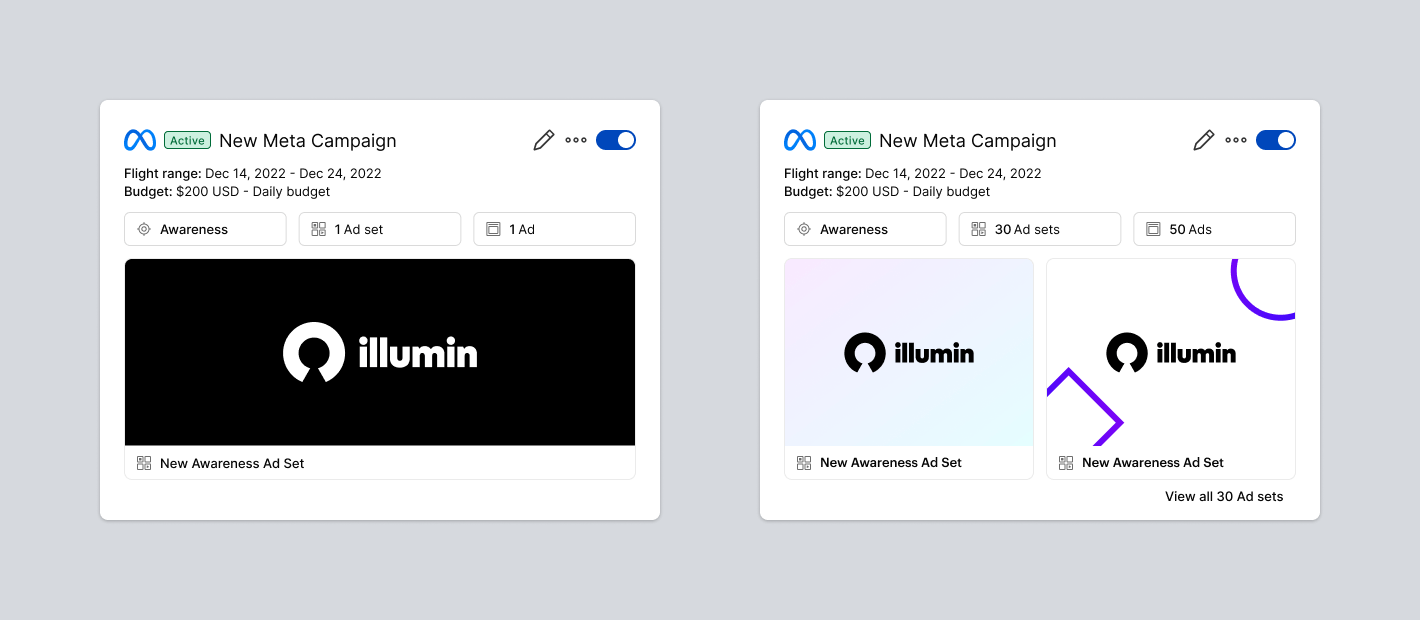 Active New Meta Campaign
Flight range: Dec 14, 2022 - Dec 24, 2022
Budget: $200 USD - Daily budget
Awareness
1 Ad set
1 Ad
illumin
New Awareness Ad Set
Active New Meta Campaign
Flight range: Dec 14, 2022 - Dec 24, 2022
Budget: $200 USD - Daily budget
Awareness
30 Ad sets
50 Ads
illumin
New Awareness Ad Set
illumin
New Awareness Ad Set
View all 30 Ad sets